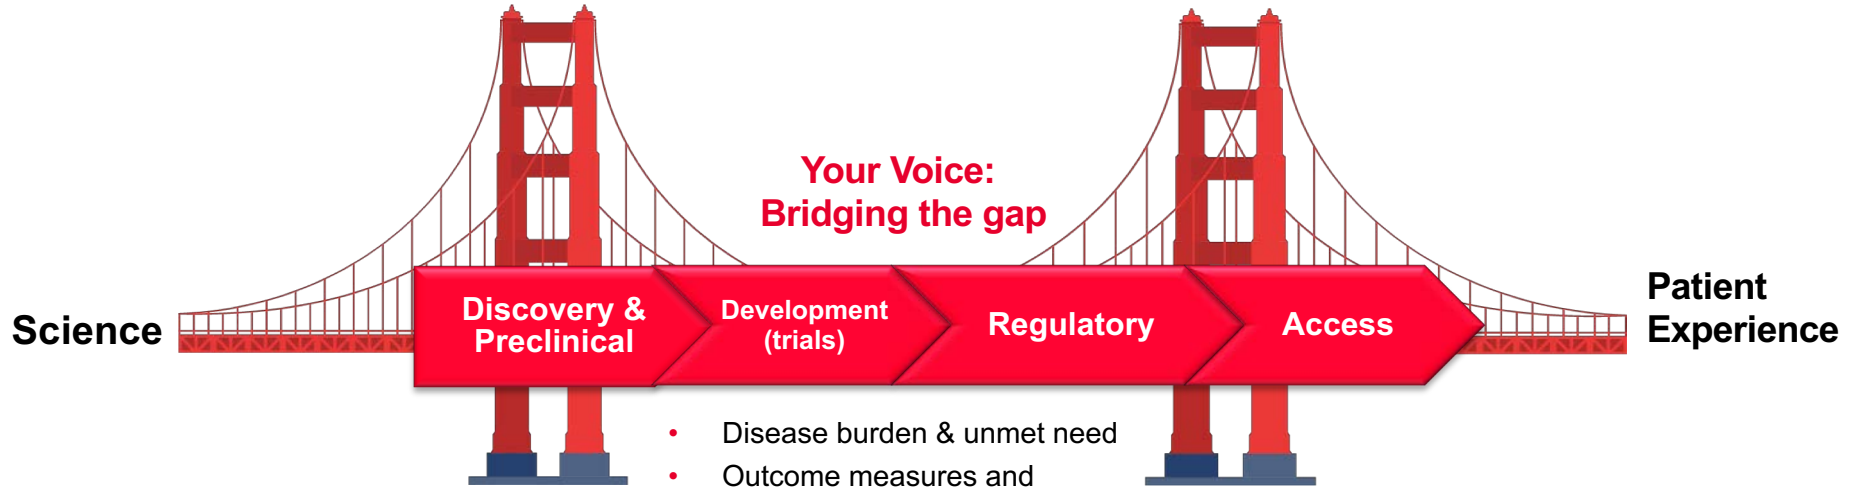 Your Voice:
Bridging the gap
Science
Discovery &
Preclinical
Development
(trials)
Regulatory
Access
Patient
Experience
• Disease burden & unmet need
• Outcome measures and